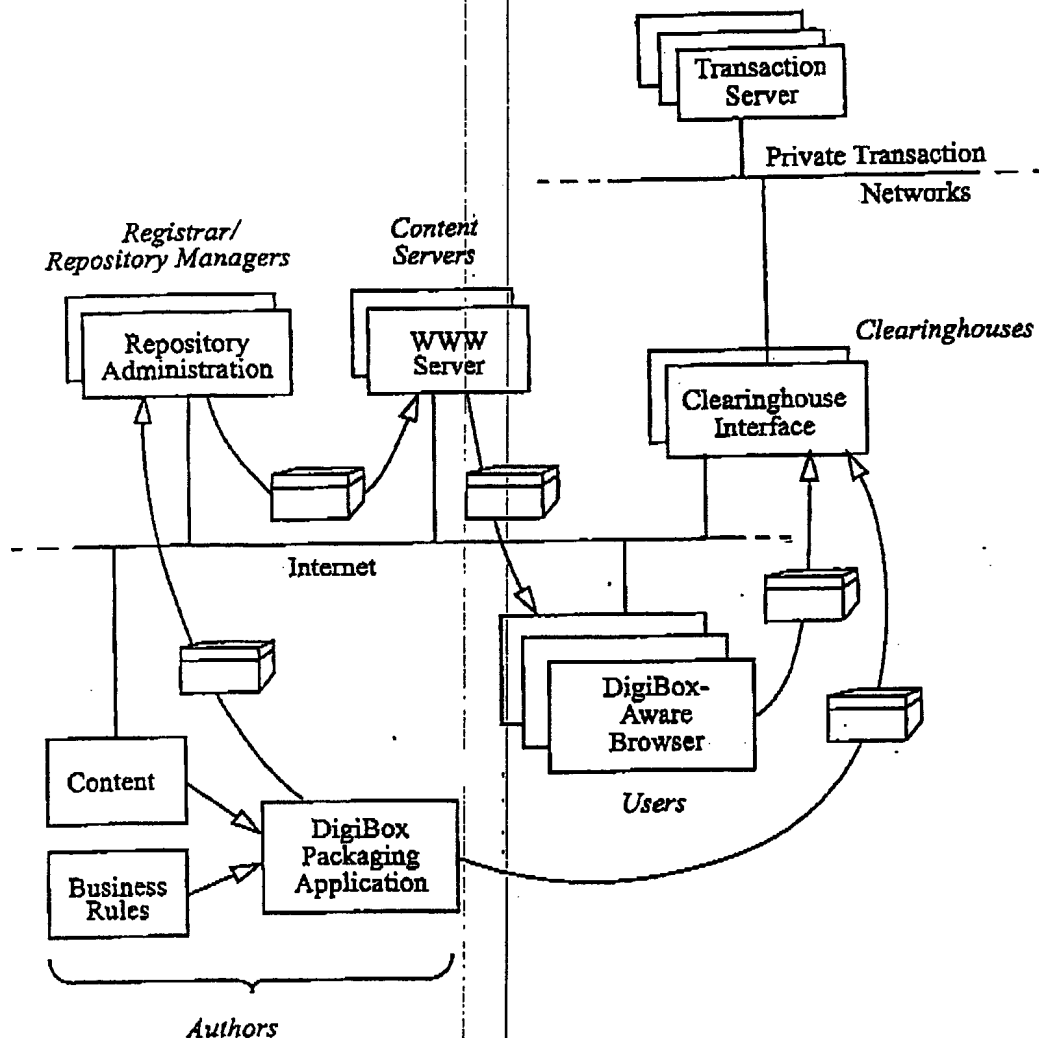 Transaction
Server
Private Transaction
Networks
Registrar/
Repository Managers
Content
Servers
Repository
Administration
WWW
Server
Clearinghouses
Clearinghouse
Interface
Internet
DigiBox-
Aware
Browser
Users
Content
Business
Rules
DigiBox
Packaging
Application
Authors